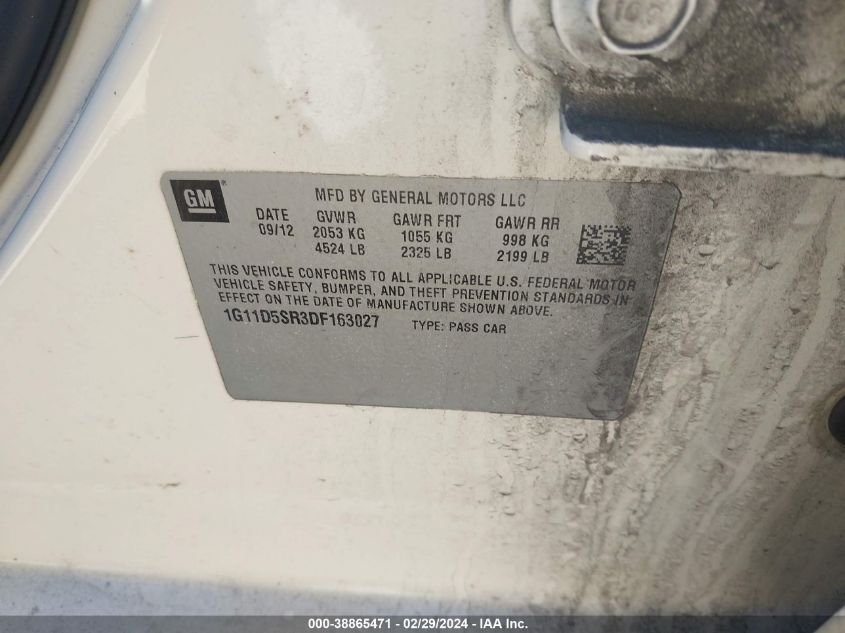 GM
MFD BY GENERAL MOTORS LLC
DATE GVWR GAWR FRT GAWR RR
09/12 2053 KG 1055 KG 998 KG
4524 LB 2325 LB 2199 LB
THIS VEHICLE CONFORMS TO ALL APPLICABLE U.S. FEDERAL MOTOR
VEHICLE SAFETY, BUMPER, AND THEFT PREVENTION STANDARDS IN
EFFECT ON THE DATE OF MANUFACTURE SHOWN ABOVE.
1G11D5SR3DF163027 TYPE: PASS CAR
000-38865471 - 02/29/2024 - IAA Inc.